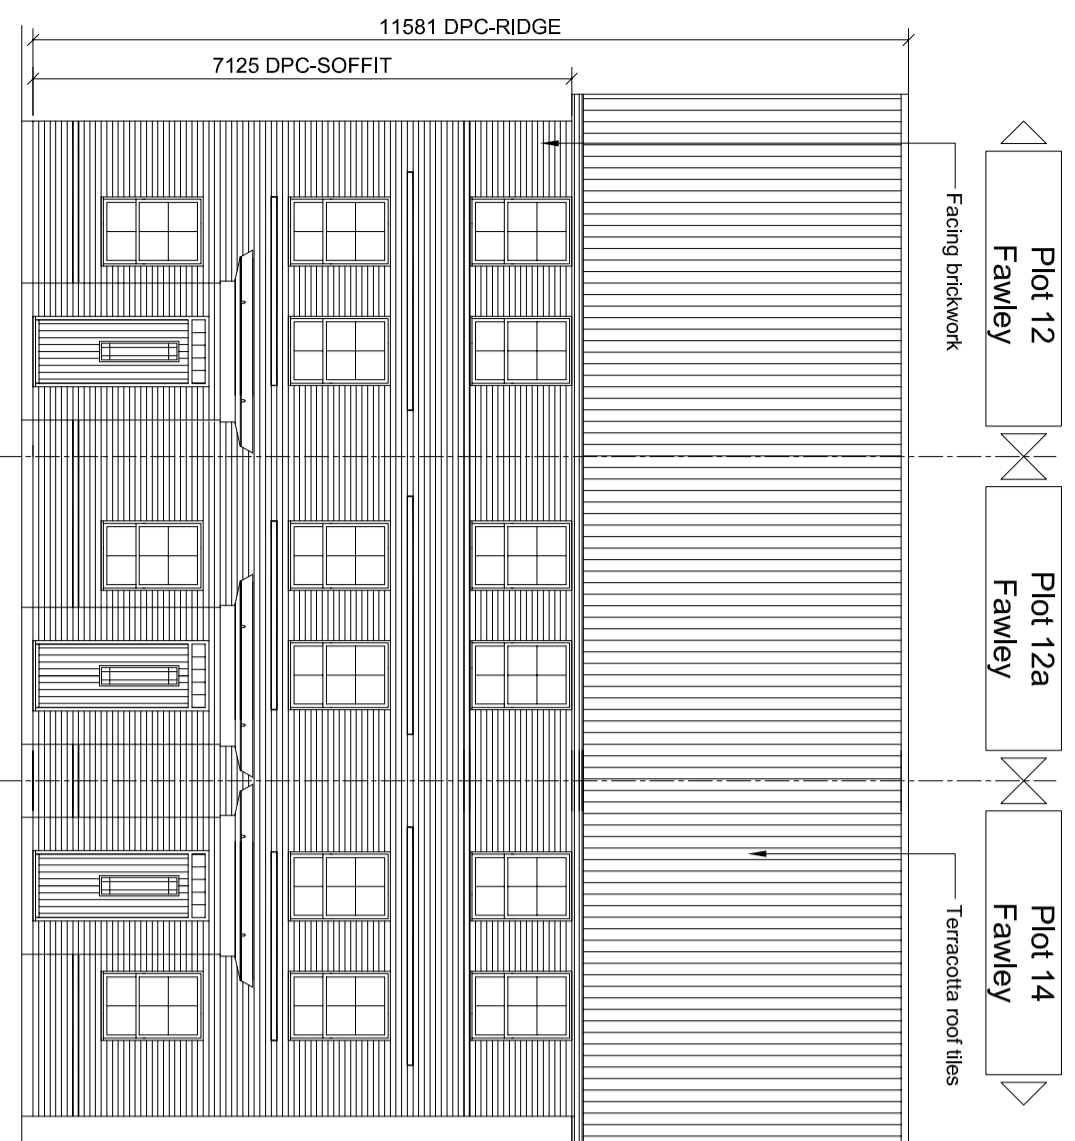 11581 DPC-RIDGE
7125 DPC-SOFFIT
Facing brickwork
Plot 12
Fawley
Plot 12a
Fawley
Terracotta roof tiles
Plot 14
Fawley